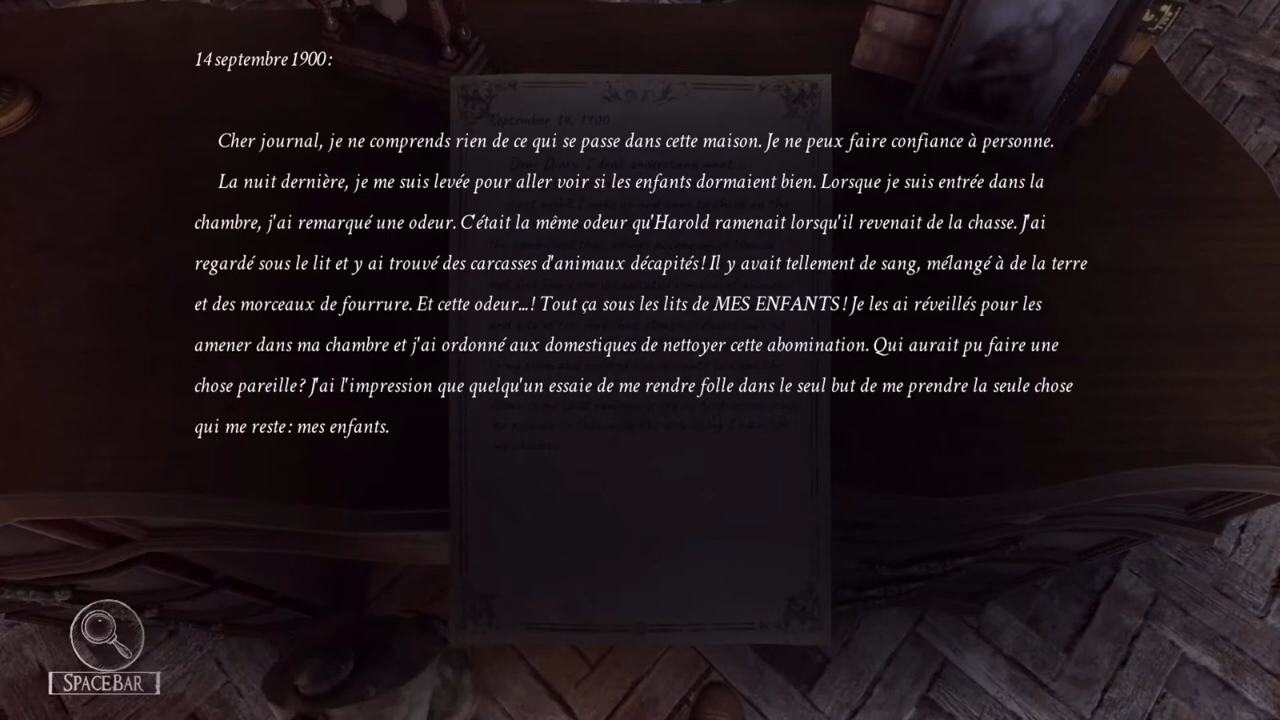 14 septembre 1900 :
Cher journal, je ne comprends rien de ce qui se passe dans cette maison. Je ne peux faire confiance à personne.
La nuit dernière, je me suis levée pour aller voir si les enfants dormaient bien. Lorsque je suis entrée dans la
chambre, j'ai remarqué une odeur. C'était la même odeur qu'Harold ramenait lorsqu'il revenait de la chasse. J'ai
regardé sous le lit et y ai trouvé des carcasses d'animaux décapités ! Il y avait tellement de sang, mélangé à de la terre
et des morceaux de fourrure. Et cette odeur...! Tout ça sous les lits de MES ENFANTS ! Je les ai réveillés pour les
amener dans ma chambre et j'ai ordonné aux domestiques de nettoyer cette abomination. Qui aurait pu faire une
chose pareille ? J'ai l'impression que quelqu'un essaie de me rendre folle dans le seul but de me prendre la seule chose
qui me reste : mes enfants.
September 14, 1900
SPACEBAR